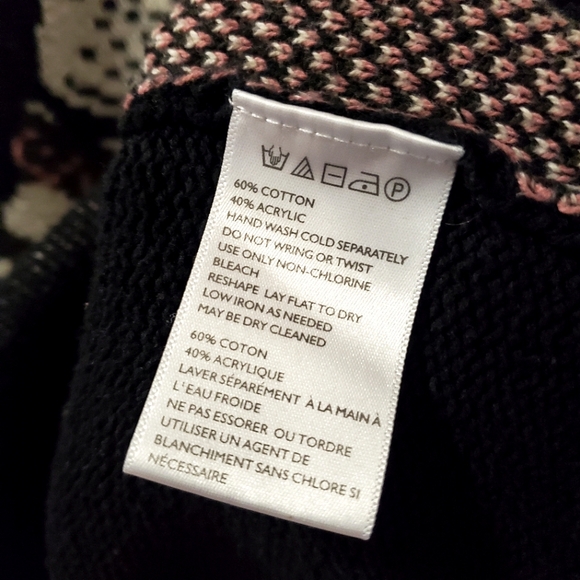 P
60% COTTON
40% ACRYLIC
HAND WASH COLD SEPARATELY
DO NOT WRING OR TWIST
USE ONLY NON-CHLORINE
BLEACH
RESHAPE LAY FLAT TO DRY
LOW IRON AS NEEDED
MAY BE DRY CLEANED
60% COTON
40% ACRYLIQUE
LAVER SÉPARÉMENT À LA MAIN À
L'EAU FROIDE
NE PAS ESSORER OU TORDRE
UTILISER UN AGENT DE
BLANCHIMENT SANS CHLORE SI
NÉCESSAIRE